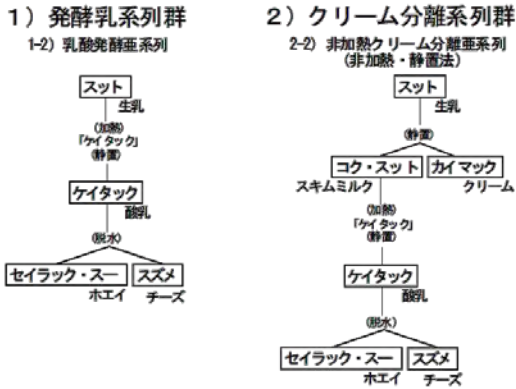 1）発酵乳系列群
1-2）乳酸発酵亜系列
スット
生乳
(加熱)
「ケイタック」
(静置)
ケイタック
酸乳
(脱水)
セイラック・スー
ホエイ
スズメ
チーズ
2）クリーム分離系列群
2-2）非加熱クリーム分離亜系列
(非加熱・静置法)
スット
生乳
(静置)
コク・スット
スキムミルク
カイマック
クリーム
(加熱)
「ケイタック」
(静置)
ケイタック
酸乳
(脱水)
セイラック・スー
ホエイ
スズメ
チーズ